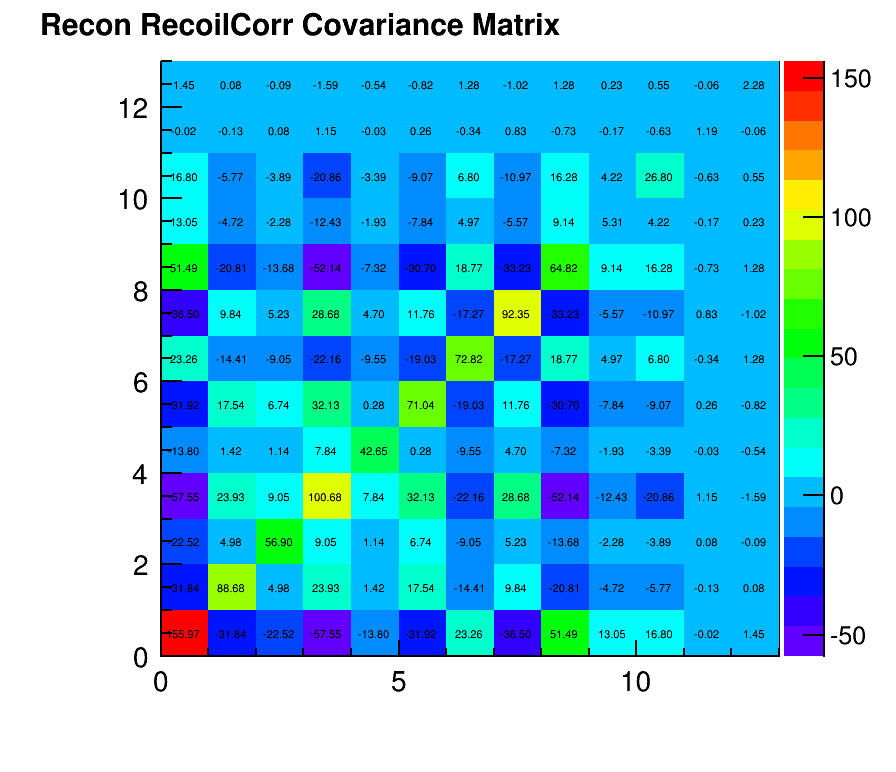 Recon RecoilCorr Covariance Matrix
1.45 0.08 -0.09 -1.59 -0.54 -0.82 1.28 -1.02 1.28 0.23 0.55 -0.06 2.28
-0.02 -0.13 0.08 1.15 -0.03 0.26 -0.34 0.83 -0.73 -0.17 -0.63 1.19 -0.06
16.80 -5.77 -3.89 -20.86 -3.39 -9.07 6.80 -10.97 16.28 4.22 26.80 -0.63 0.55
13.05 -4.72 -2.28 -12.43 -1.93 -7.84 4.97 -5.57 9.14 5.31 4.22 -0.17 0.23
51.49 -20.81 -13.68 -52.14 -7.32 -30.70 18.77 -33.23 64.82 9.14 16.28 -0.73 1.28
-36.50 9.84 5.23 28.68 4.70 11.76 -17.27 92.35 -33.23 -5.57 -10.97 0.83 -1.02
23.26 -14.41 -9.05 -22.16 -9.55 -19.03 72.82 -17.27 18.77 4.97 6.80 -0.34 1.28
-31.92 17.54 6.74 32.13 0.28 71.04 -19.03 11.76 -30.70 -7.84 -9.07 0.26 -0.82
-13.80 1.42 1.14 7.84 42.65 0.28 -9.55 4.70 -7.32 -1.93 -3.39 -0.03 -0.54
-57.55 23.93 9.05 100.68 7.84 32.13 -22.16 28.68 -52.14 -12.43 -20.86 1.15 -1.59
-22.52 4.98 56.90 9.05 1.14 6.74 -9.05 5.23 -13.68 -2.28 -3.89 0.08 -0.09
-31.84 88.68 4.98 23.93 1.42 17.54 -14.41 9.84 -20.81 -4.72 -5.77 -0.13 0.08
155.97 -31.84 -22.52 -57.55 -13.80 -31.92 23.26 -36.50 51.49 13.05 16.80 -0.02 1.45
12
10
8
6
4
2
0
0 5 10
150
100
50
0
-50